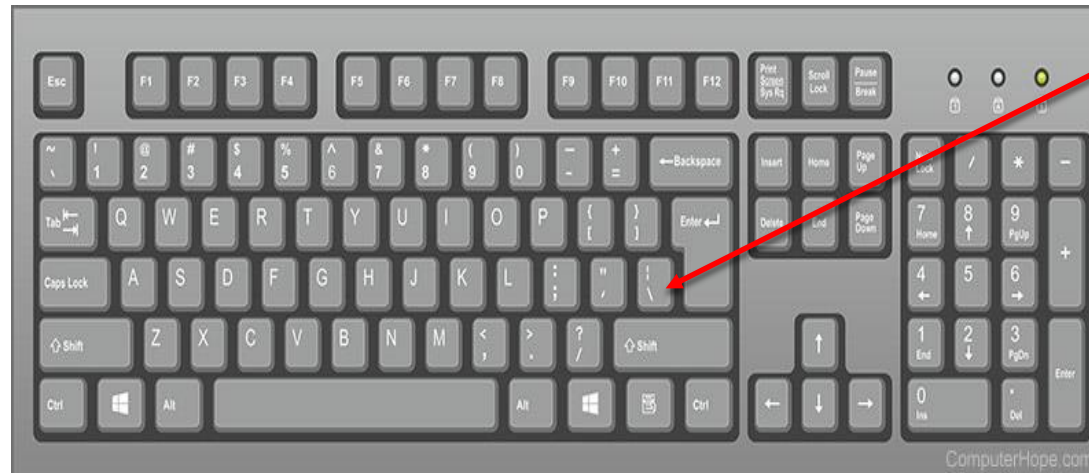 Esc F1 F2 F3 F4 F5 F6 F7 F8 F9 F10 F11 F12 Print Screen Sys Rq Scroll Lock Pause Break
~ ! @ # $ % ^ & * ( ) — +
` 1 2 3 4 5 6 7 8 9 0 - = ←Backspace Insert Home Page Up Lock / * −
Tab Q W E R T Y U I O P { [ } ] Enter Delete End Page Down 7 Home 8 ↑ 9 PgUp +
Caps Lock A S D F G H J K L : ; " ' ¦ \ 4 ← 5 6 →
⇧ Shift Z X C V B N M < , > . ? / ⇧ Shift ↑ 1 End 2 ↓ 3 PgDn Enter
Ctrl Alt Alt Ctrl ← ↓ → 0 Ins . Del
ComputerHope.com